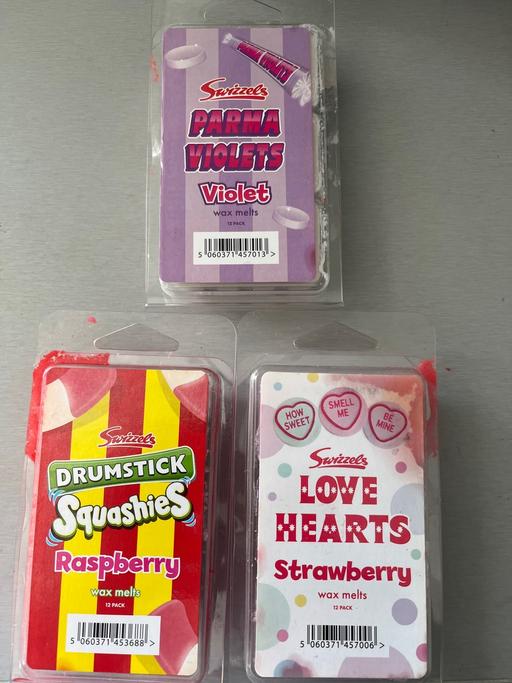 PARMA VIOLETS
Swizzels
PARMA
VIOLETS
Violet
wax melts
12 PACK
5 060371 457013 >
Swizzels
DRUMSTICK
Squashies
Raspberry
wax melts
12 PACK
5 060371 453688 >
HOW
SWEET
SMELL
ME
BE
MINE
Swizzels
LOVE
HEARTS
Strawberry
wax melts
12 PACK
5 060371 457006 >